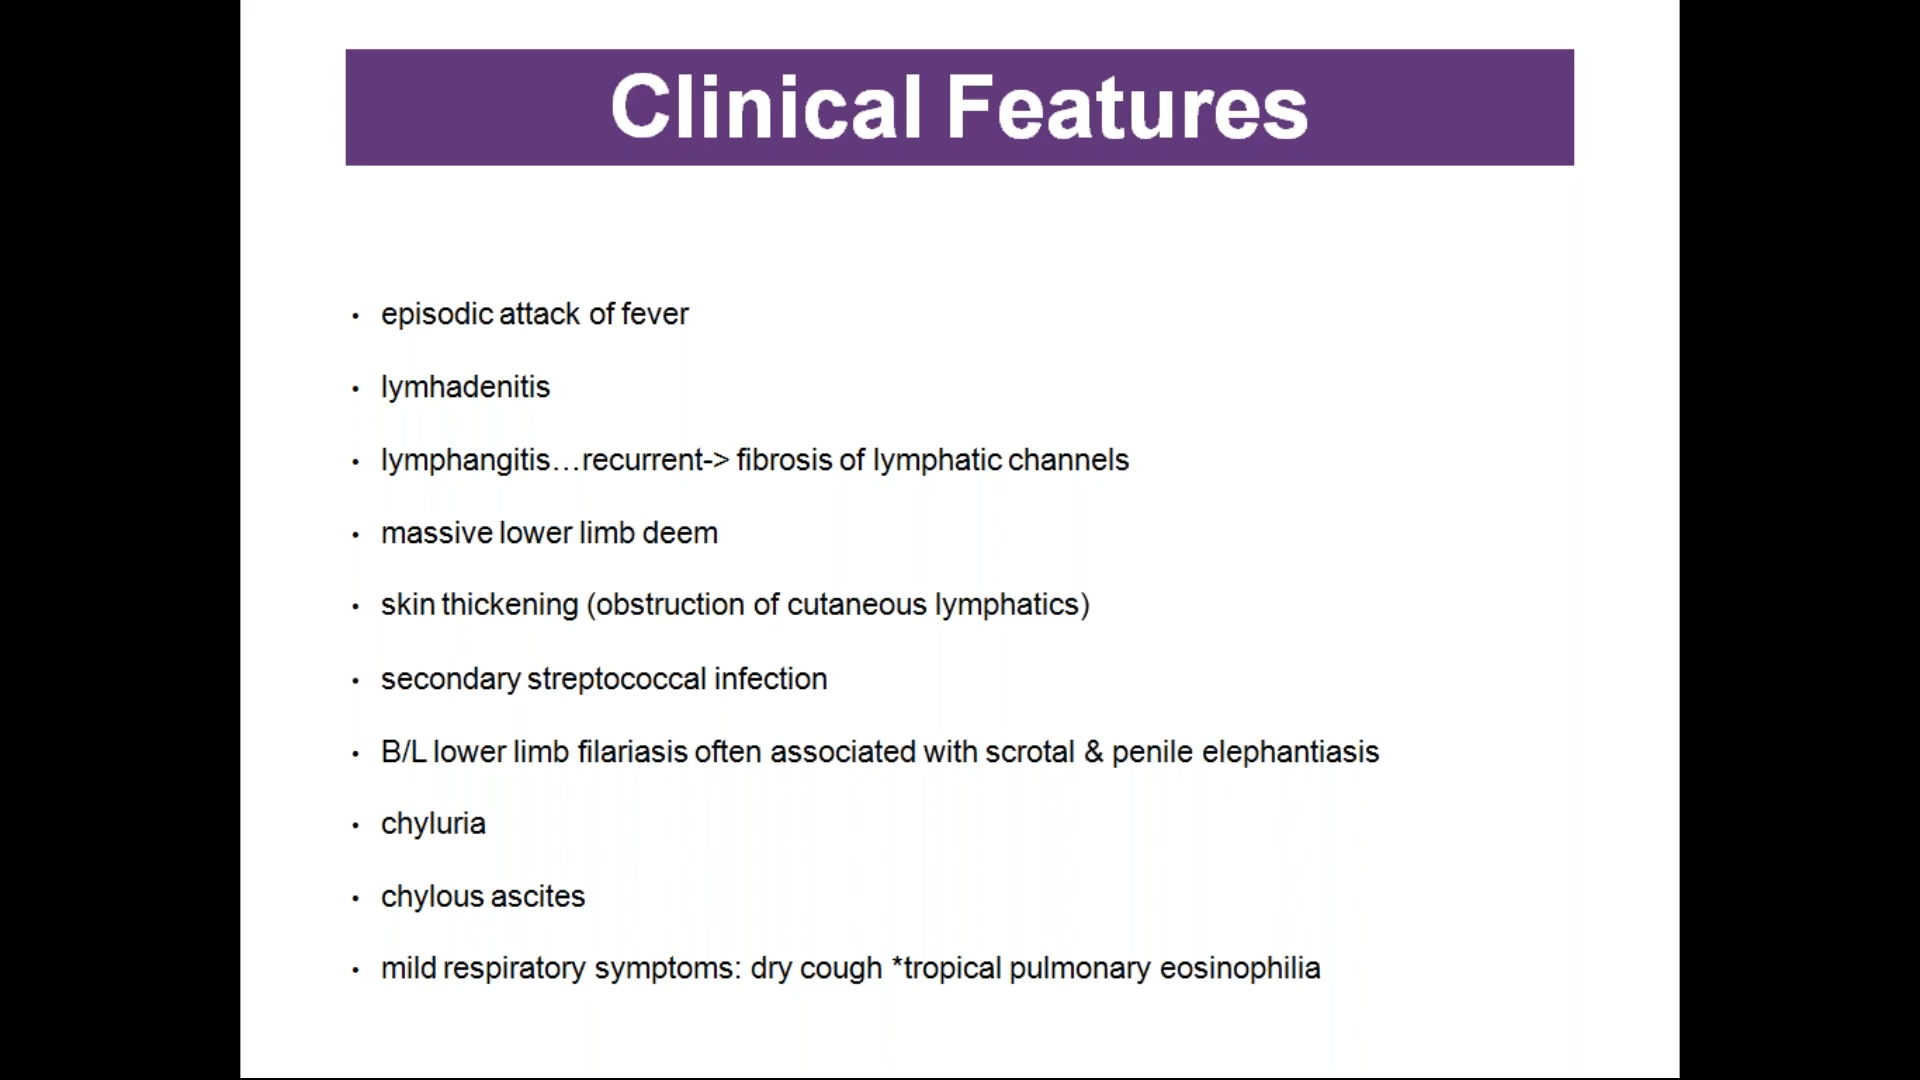 Clinical Features
• episodic attack of fever
• lymhadenitis
• lymphangitis…recurrent-> fibrosis of lymphatic channels
• massive lower limb deem
• skin thickening (obstruction of cutaneous lymphatics)
• secondary streptococcal infection
• B/L lower limb filariasis often associated with scrotal & penile elephantiasis
• chyluria
• chylous ascites
• mild respiratory symptoms: dry cough *tropical pulmonary eosinophilia